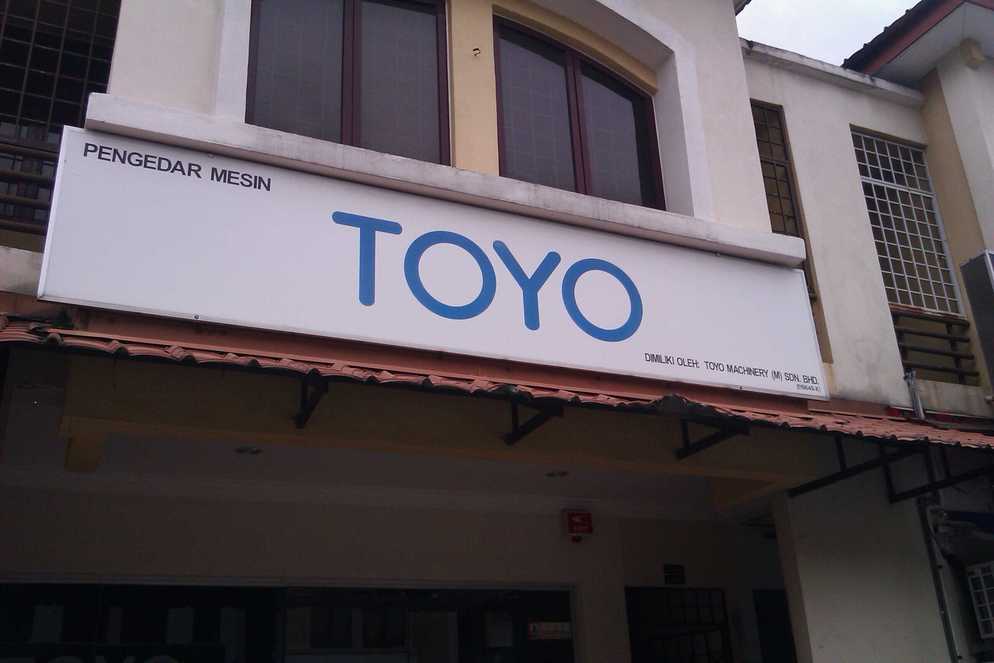 PENGEDAR MESIN
TOYO
DIMILIKI OLEH: TOYO MACHINERY (M) SDN. BHD.